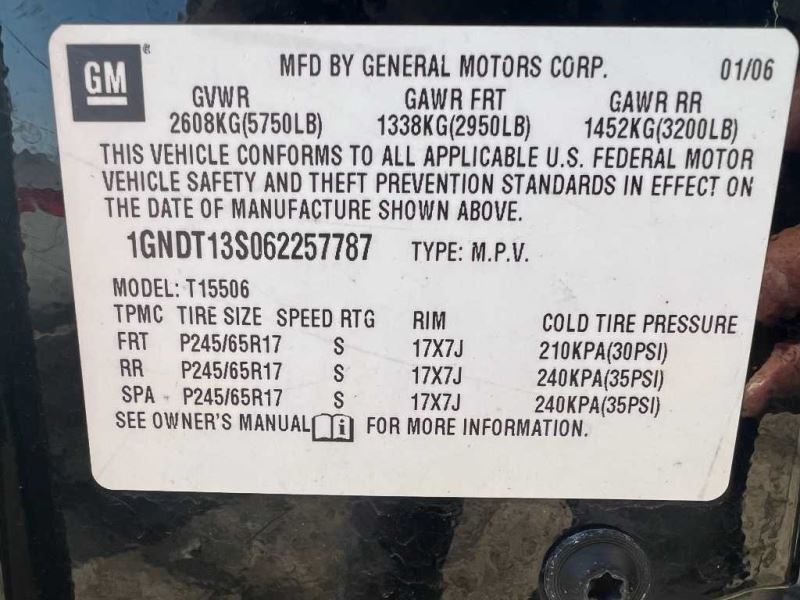 GM
®
MFD BY GENERAL MOTORS CORP. 01/06
GVWR GAWR FRT GAWR RR
2608KG(5750LB) 1338KG(2950LB) 1452KG(3200LB)
THIS VEHICLE CONFORMS TO ALL APPLICABLE U.S. FEDERAL MOTOR
VEHICLE SAFETY AND THEFT PREVENTION STANDARDS IN EFFECT ON
THE DATE OF MANUFACTURE SHOWN ABOVE.
1GNDT13S062257787 TYPE: M.P.V.
MODEL: T15506
TPMC TIRE SIZE SPEED RTG RIM COLD TIRE PRESSURE
FRT P245/65R17 S 17X7J 210KPA(30PSI)
RR P245/65R17 S 17X7J 240KPA(35PSI)
SPA P245/65R17 S 17X7J 240KPA(35PSI)
SEE OWNER'S MANUAL i FOR MORE INFORMATION.